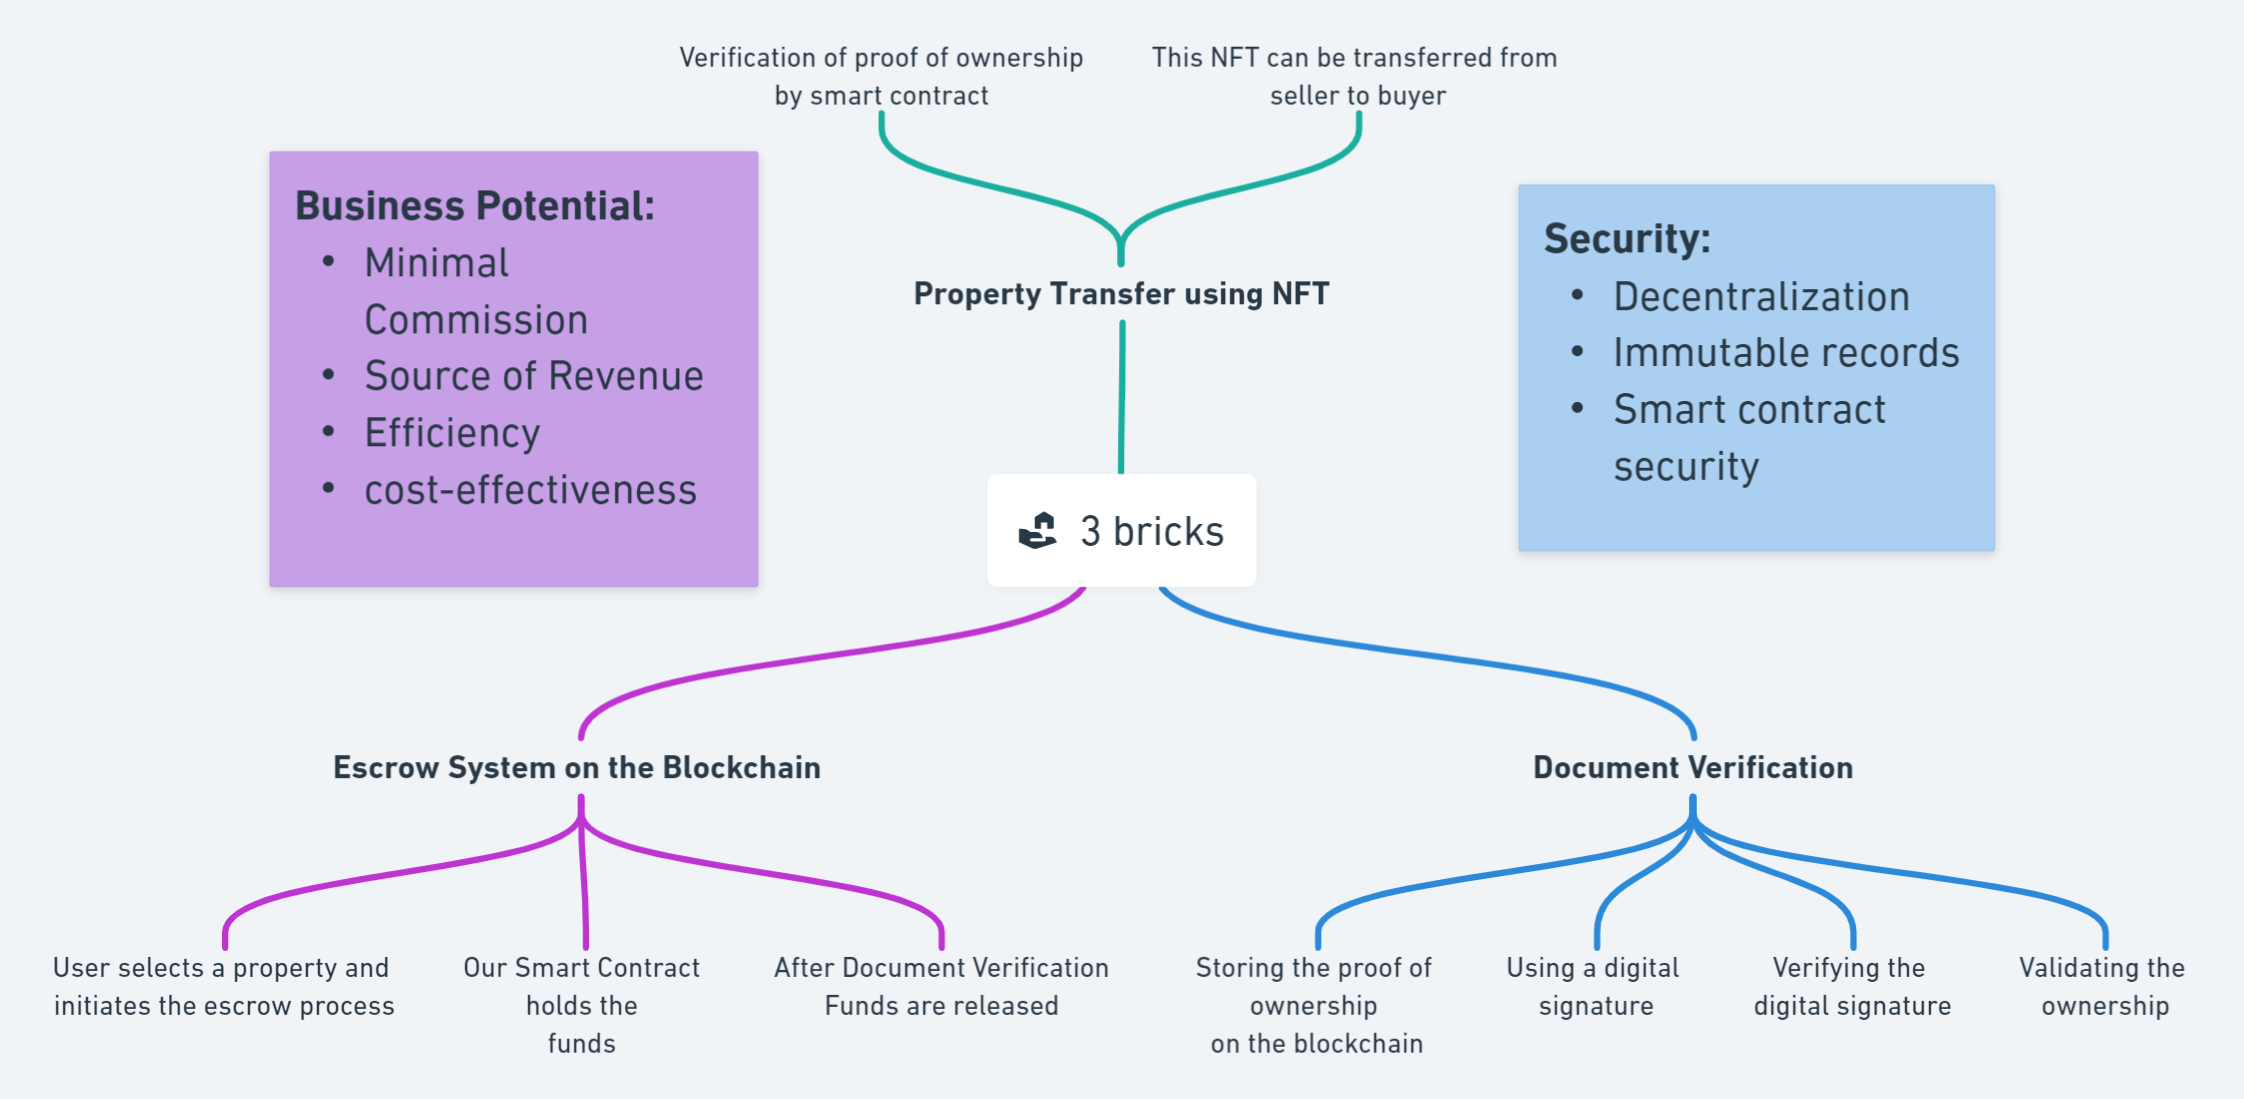 Verification of proof of ownership
by smart contract
This NFT can be transferred from
seller to buyer
Business Potential:
• Minimal
Commission
• Source of Revenue
• Efficiency
• cost-effectiveness
Security:
• Decentralization
• Immutable records
• Smart contract
security
Property Transfer using NFT
3 bricks
Escrow System on the Blockchain
Document Verification
User selects a property and
initiates the escrow process
Our Smart Contract
holds the
funds
After Document Verification
Funds are released
Storing the proof of
ownership
on the blockchain
Using a digital
signature
Verifying the
digital signature
Validating the
ownership